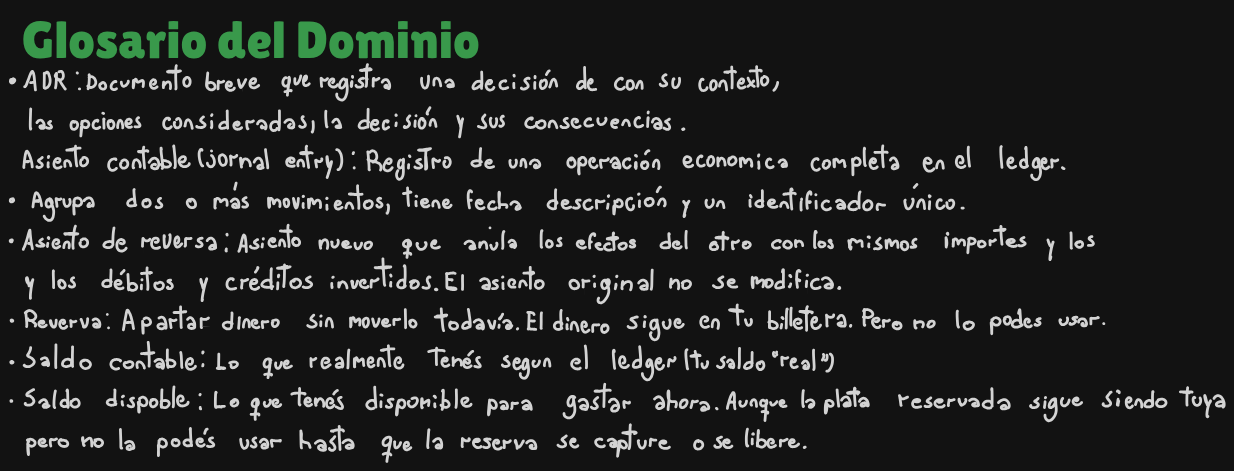 Glosario del Dominio
• ADR: Documento breve que registra una decisión de con su contexto,
las opciones consideradas, la decisión y sus consecuencias.
Asiento contable (jornal entry): Registro de una operación economica completa en el ledger.
• Agrupa dos o más movimientos, tiene fecha descripción y un identificador único.
• Asiento de reversa: Asiento nuevo que anula los efectos del otro con los mismos importes y los
y los débitos y créditos invertidos. El asiento original no se modifica.
• Reverva: Apartar dinero sin moverlo todavía. El dinero sigue en tu billetera. Pero no lo podes usar.
• Saldo contable: Lo que realmente tenés segun el ledger (tu saldo "real")
• Saldo dispoble: Lo que tenés disponible para gastar ahora. Aunque la plata reservada sigue siendo tuya
pero no la podés usar hasta que la reserva se capture o se libere.